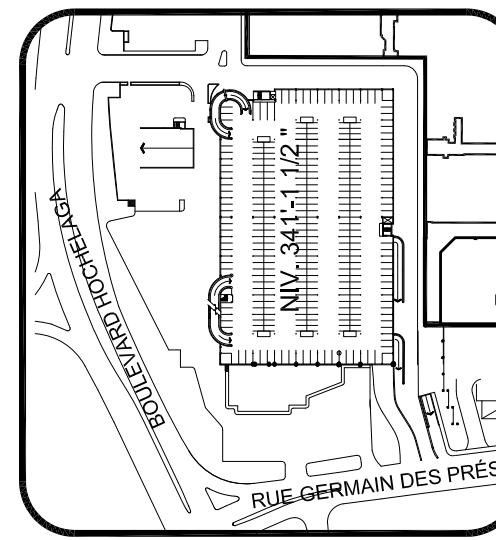 BOULEVARD HOCHELAGA
NIV. 341'-1 1/2"
RUE GERMAIN DES PRÉS